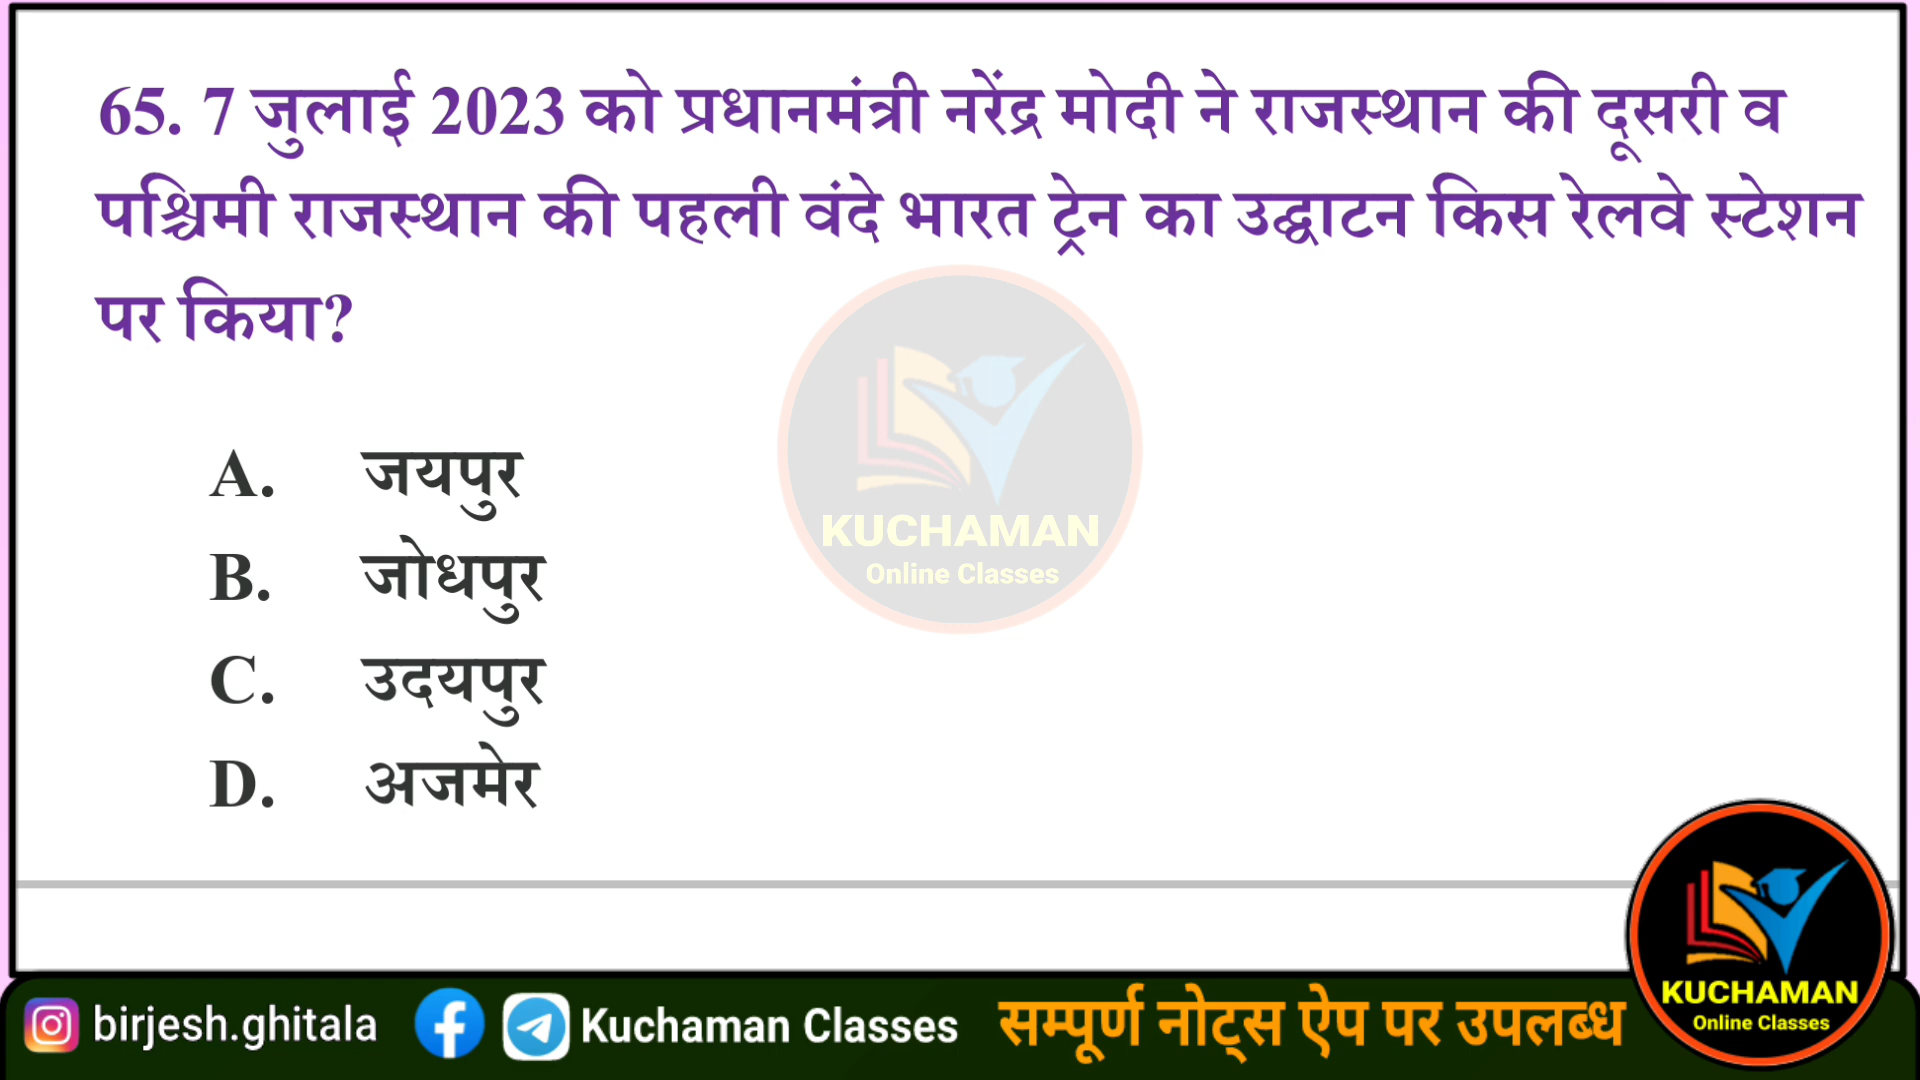 65. 7 जुलाई 2023 को प्रधानमंत्री नरेंद्र मोदी ने राजस्थान की दूसरी व
पश्चिमी राजस्थान की पहली वंदे भारत ट्रेन का उद्घाटन किस रेलवे स्टेशन
पर किया?
A. जयपुर
B. जोधपुर
C. उदयपुर
D. अजमेर
KUCHAMAN
Online Classes
birjesh.ghitala
Kuchaman Classes
सम्पूर्ण नोट्स ऐप पर उपलब्ध
KUCHAMAN
Online Classes